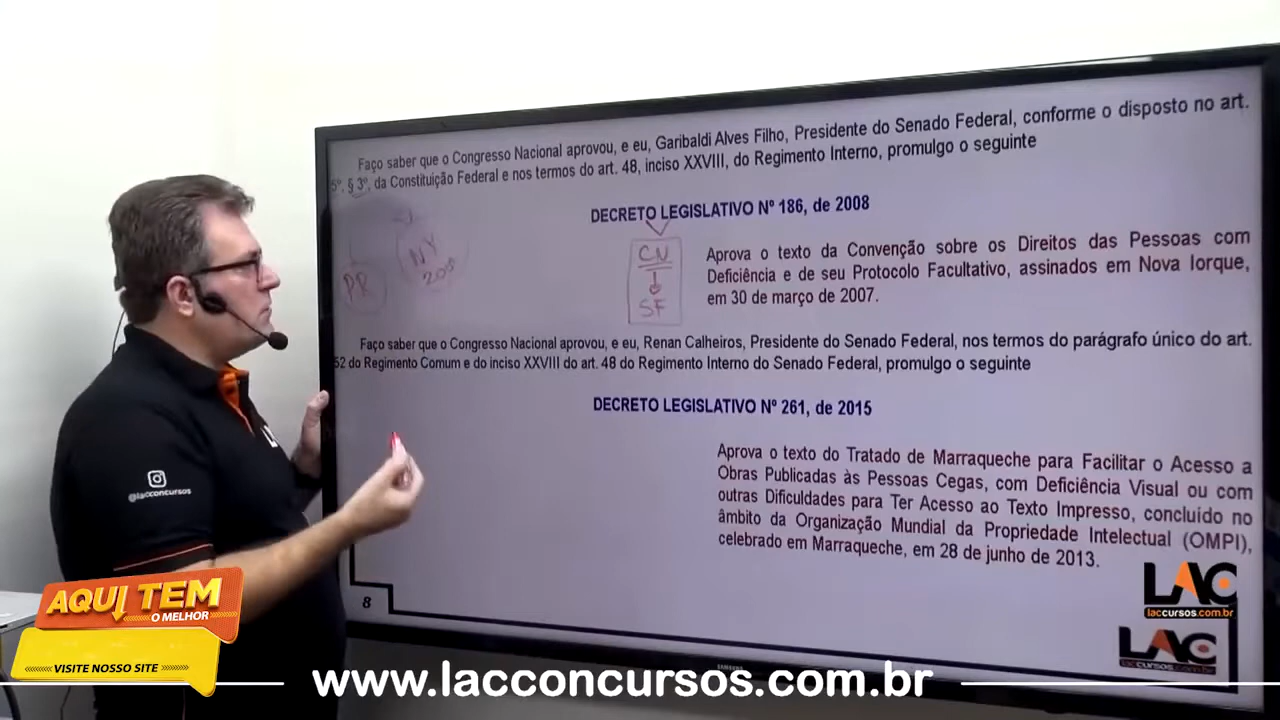 Faço saber que o Congresso Nacional aprovou, e eu, Garibaldi Alves Filho, Presidente do Senado Federal, conforme o disposto no art.
5º, § 3º, da Constituição Federal e nos termos do art. 48, inciso XXVIII, do Regimento Interno, promulgo o seguinte
DECRETO LEGISLATIVO Nº 186, de 2008
CN
SF
PR
NY
Aprova o texto da Convenção sobre os Direitos das Pessoas com
Deficiência e de seu Protocolo Facultativo, assinados em Nova Iorque,
em 30 de março de 2007.
Faço saber que o Congresso Nacional aprovou, e eu, Renan Calheiros, Presidente do Senado Federal, nos termos do parágrafo único do art.
52 do Regimento Comum e do inciso XXVIII do art. 48 do Regimento Interno do Senado Federal, promulgo o seguinte
DECRETO LEGISLATIVO Nº 261, de 2015
Aprova o texto do Tratado de Marraqueche para Facilitar o Acesso a
Obras Publicadas às Pessoas Cegas, com Deficiência Visual ou com
outras Dificuldades para Ter Acesso ao Texto Impresso, concluído no
âmbito da Organização Mundial da Propriedade Intelectual (OMPI),
celebrado em Marraqueche, em 28 de junho de 2013.
8
LAC
laccursos.com.br
LAC
laccursos.com.br
SAMSUNG
@lacconcursos
AQUI TEM
O MELHOR
VISITE NOSSO SITE
www.lacconcursos.com.br